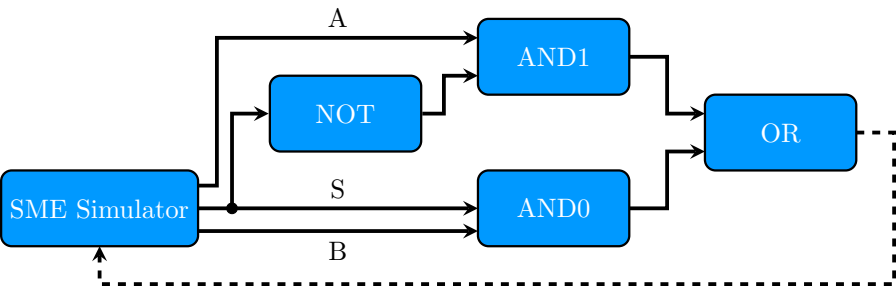 A
AND1
NOT
OR
SME Simulator
S
AND0
B